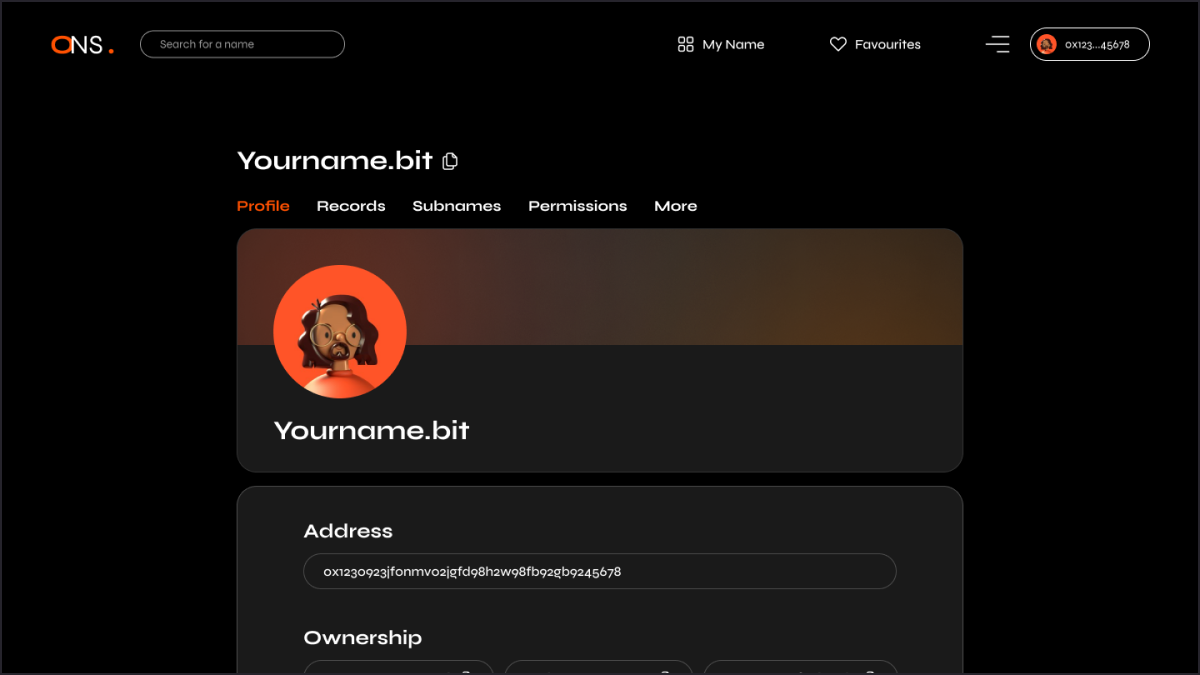 ONS.
Search for a name
My Name
Favourites
0x123...45678
Yourname.bit
Profile Records Subnames Permissions More
Yourname.bit
Address
0x1230923jfonmvo2jgfd98h2w98fb92gb9245678
Ownership